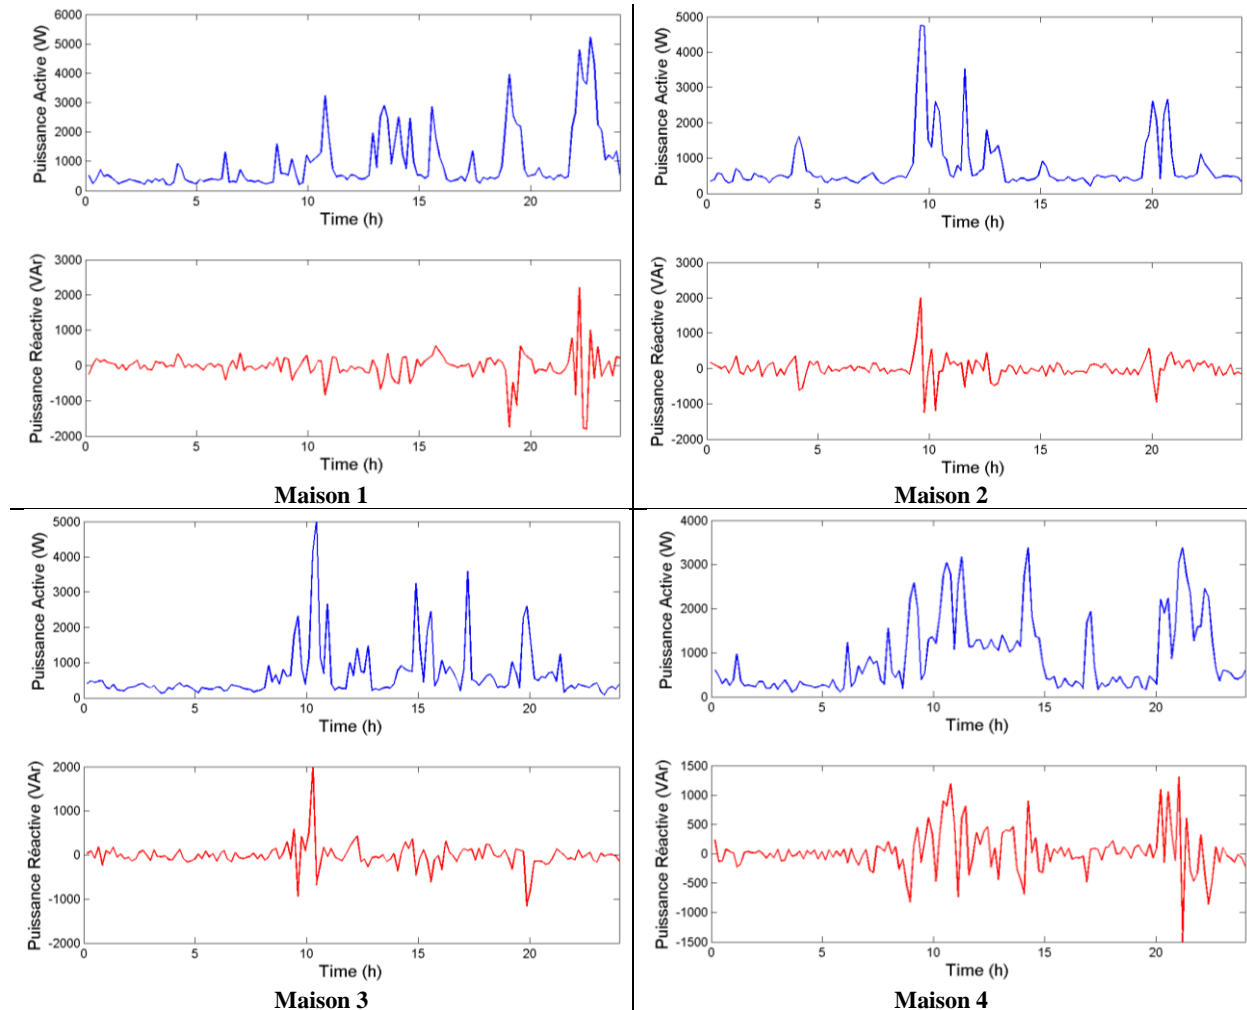 Puissance Active (W)
6000
5000
4000
3000
2000
1000
0
0 5 10 15 20
Time (h)
Puissance Réactive (VAr)
3000
2000
1000
0
-1000
-2000
0 5 10 15 20
Time (h)
Maison 1
Puissance Active (W)
5000
4000
3000
2000
1000
0
0 5 10 15 20
Time (h)
Puissance Réactive (VAr)
3000
2000
1000
0
-1000
-2000
0 5 10 15 20
Time (h)
Maison 2
Puissance Active (W)
5000
4000
3000
2000
1000
0
0 5 10 15 20
Time (h)
Puissance Réactive (VAr)
2000
1000
0
-1000
-2000
0 5 10 15 20
Time (h)
Maison 3
Puissance Active (W)
4000
3000
2000
1000
0
0 5 10 15 20
Time (h)
Puissance Réactive (VAr)
1500
1000
500
0
-500
-1000
-1500
0 5 10 15 20
Time (h)
Maison 4